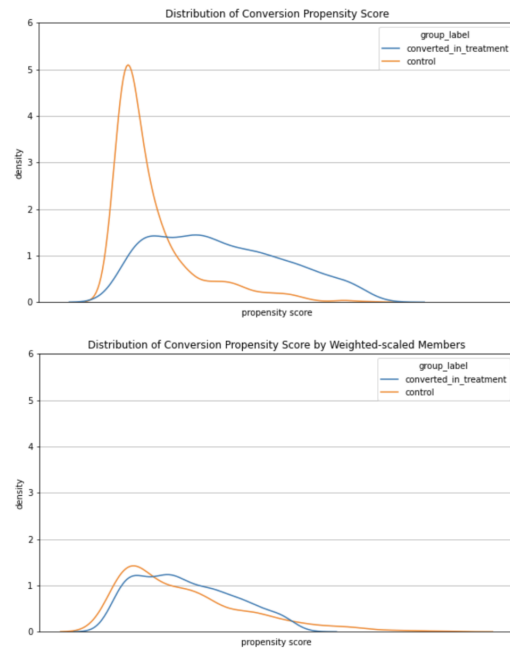 Distribution of Conversion Propensity Score
6
5
4
3
2
1
0
density
group_label
converted_in_treatment
control
propensity score
Distribution of Conversion Propensity Score by Weighted-scaled Members
6
5
4
3
2
1
0
density
group_label
converted_in_treatment
control
propensity score